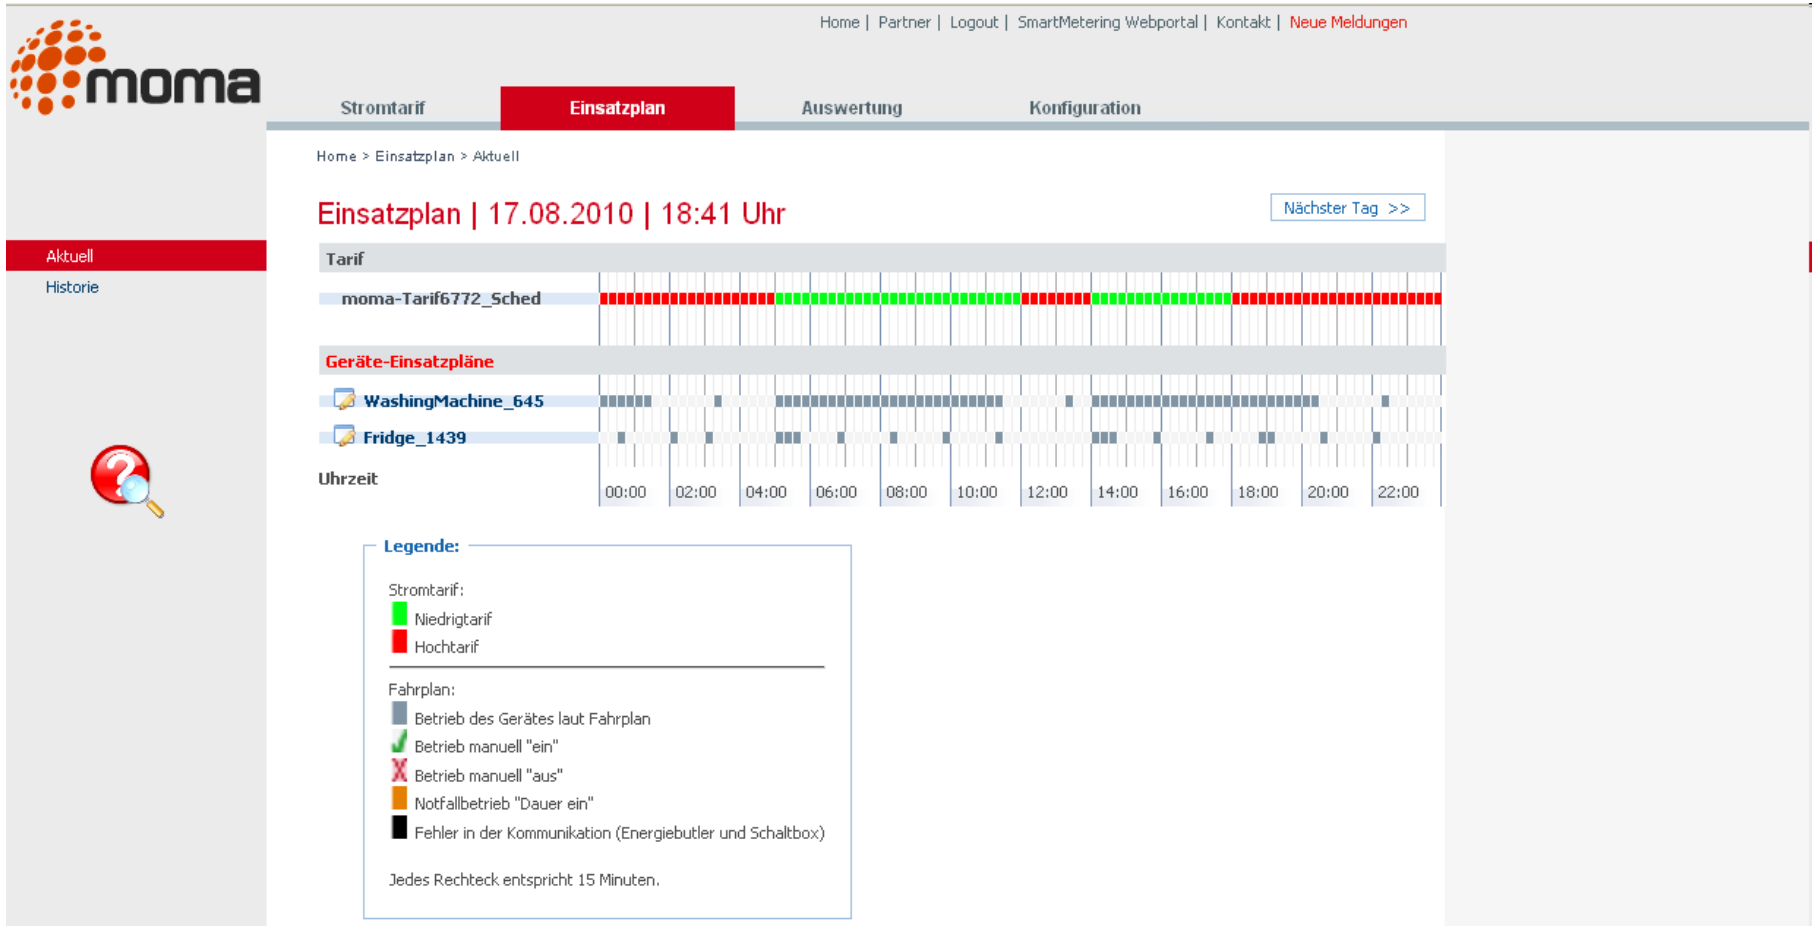 Home | Partner | Logout | SmartMetering Webportal | Kontakt | Neue Meldungen
moma
Stromtarif Einsatzplan Auswertung Konfiguration
Home > Einsatzplan > Aktuell
Einsatzplan | 17.08.2010 | 18:41 Uhr
Nächster Tag >>
Aktuell
Historie
Tarif
moma-Tarif6772_Sched
Geräte-Einsatzpläne
WashingMachine_645
Fridge_1439
Uhrzeit
00:00 02:00 04:00 06:00 08:00 10:00 12:00 14:00 16:00 18:00 20:00 22:00
Legende:
Stromtarif:
Niedrigtarif
Hochtarif
Fahrplan:
Betrieb des Gerätes laut Fahrplan
Betrieb manuell "ein"
Betrieb manuell "aus"
Notfallbetrieb "Dauer ein"
Fehler in der Kommunikation (Energiebutler und Schaltbox)
Jedes Rechteck entspricht 15 Minuten.